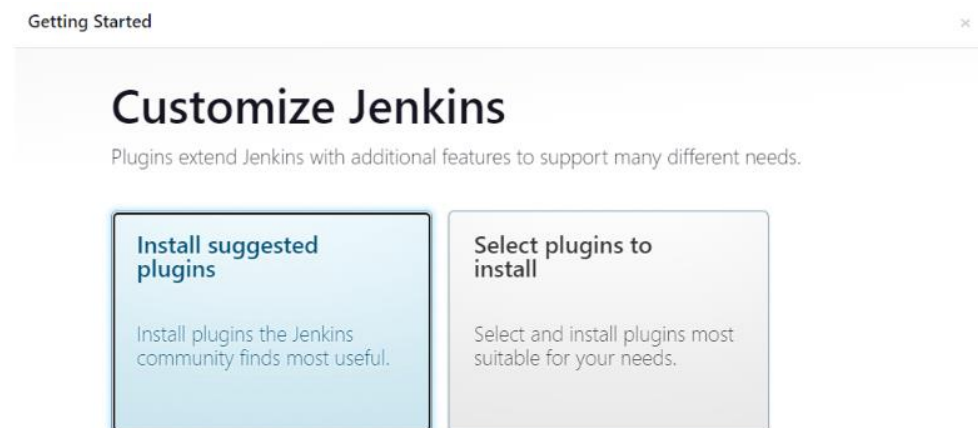 Getting Started
×
Customize Jenkins
Plugins extend Jenkins with additional features to support many different needs.
Install suggested
plugins
Install plugins the Jenkins
community finds most useful.
Select plugins to
install
Select and install plugins most
suitable for your needs.